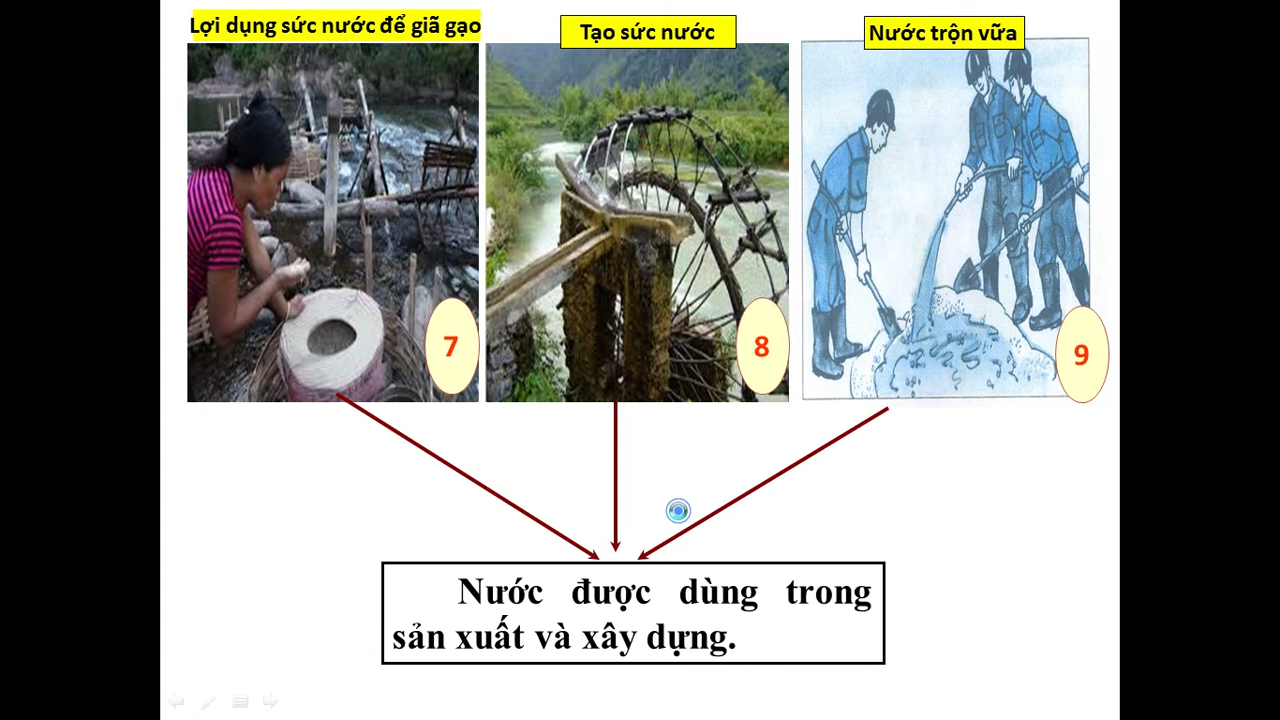 Lợi dụng sức nước để giã gạo
Tạo sức nước
Nước trộn vữa
7
8
9
Nước được dùng trong
sản xuất và xây dựng.